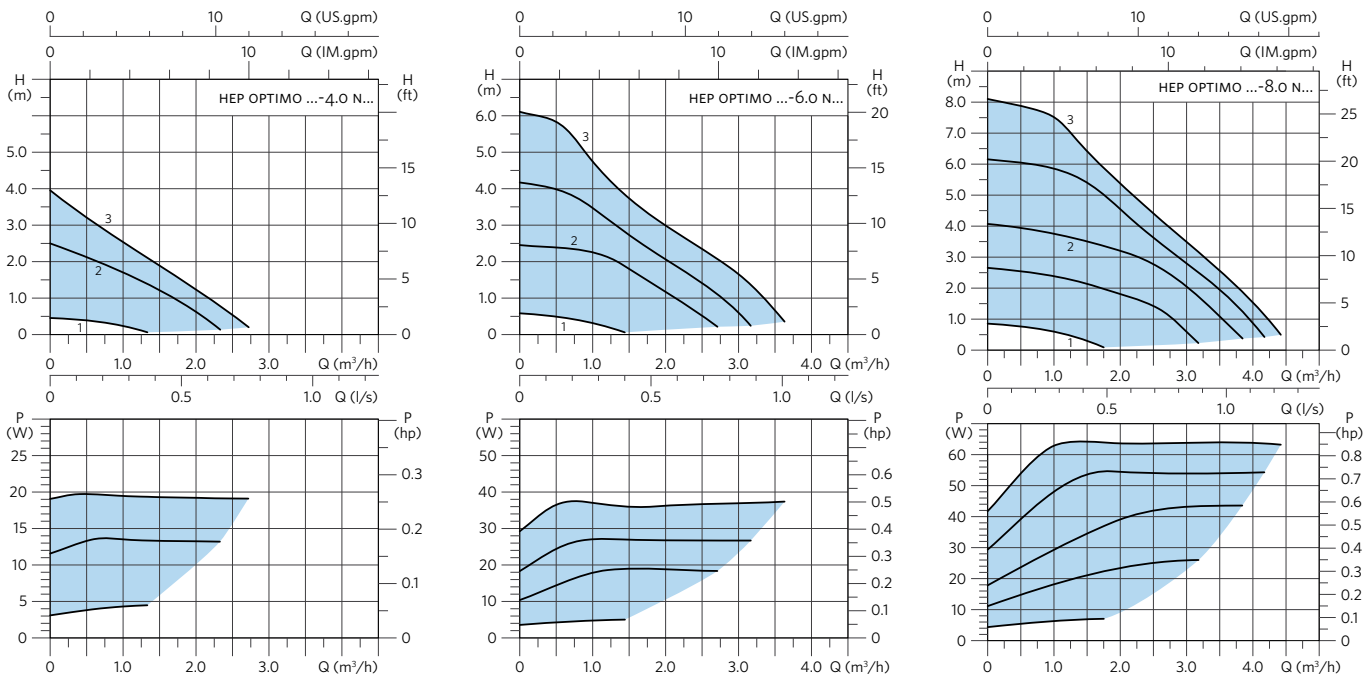 0 10 Q (US.gpm)
0 10 Q (IM.gpm)
H (m) H (ft)
HEP OPTIMO ...-4.0 N...
5.0 15
4.0
3.0 3 10
2.0 2 5
1.0 1
0 0
0 1.0 2.0 3.0 Q (m³/h)
0 0.5 1.0 Q (l/s)
P (W) P (hp)
25 0.3
20
15 0.2
10 0.1
5
0 0
0 1.0 2.0 3.0 Q (m³/h)
0 10 Q (US.gpm)
0 10 Q (IM.gpm)
H (m) H (ft)
HEP OPTIMO ...-6.0 N...
6.0 20
5.0 3 15
4.0
3.0 10
2.0 2 5
1.0 1
0 0
0 1.0 2.0 3.0 4.0 Q (m³/h)
0 0.5 1.0 Q (l/s)
P (W) P (hp)
50 0.6
40 0.5
30 0.4
20 0.3
0.2
10 0.1
0 0
0 1.0 2.0 3.0 4.0 Q (m³/h)
0 10 Q (US.gpm)
0 10 Q (IM.gpm)
H (m) H (ft)
HEP OPTIMO ...-8.0 N...
8.0 25
7.0 3
6.0 20
5.0 15
4.0
3.0 2 10
2.0 5
1.0 1
0 0
0 1.0 2.0 3.0 4.0 Q (m³/h)
0 0.5 1.0 Q (l/s)
P (W) P (hp)
60 0.8
50 0.7
0.6
40 0.5
30 0.4
20 0.3
0.2
10 0.1
0 0
0 1.0 2.0 3.0 4.0 Q (m³/h)